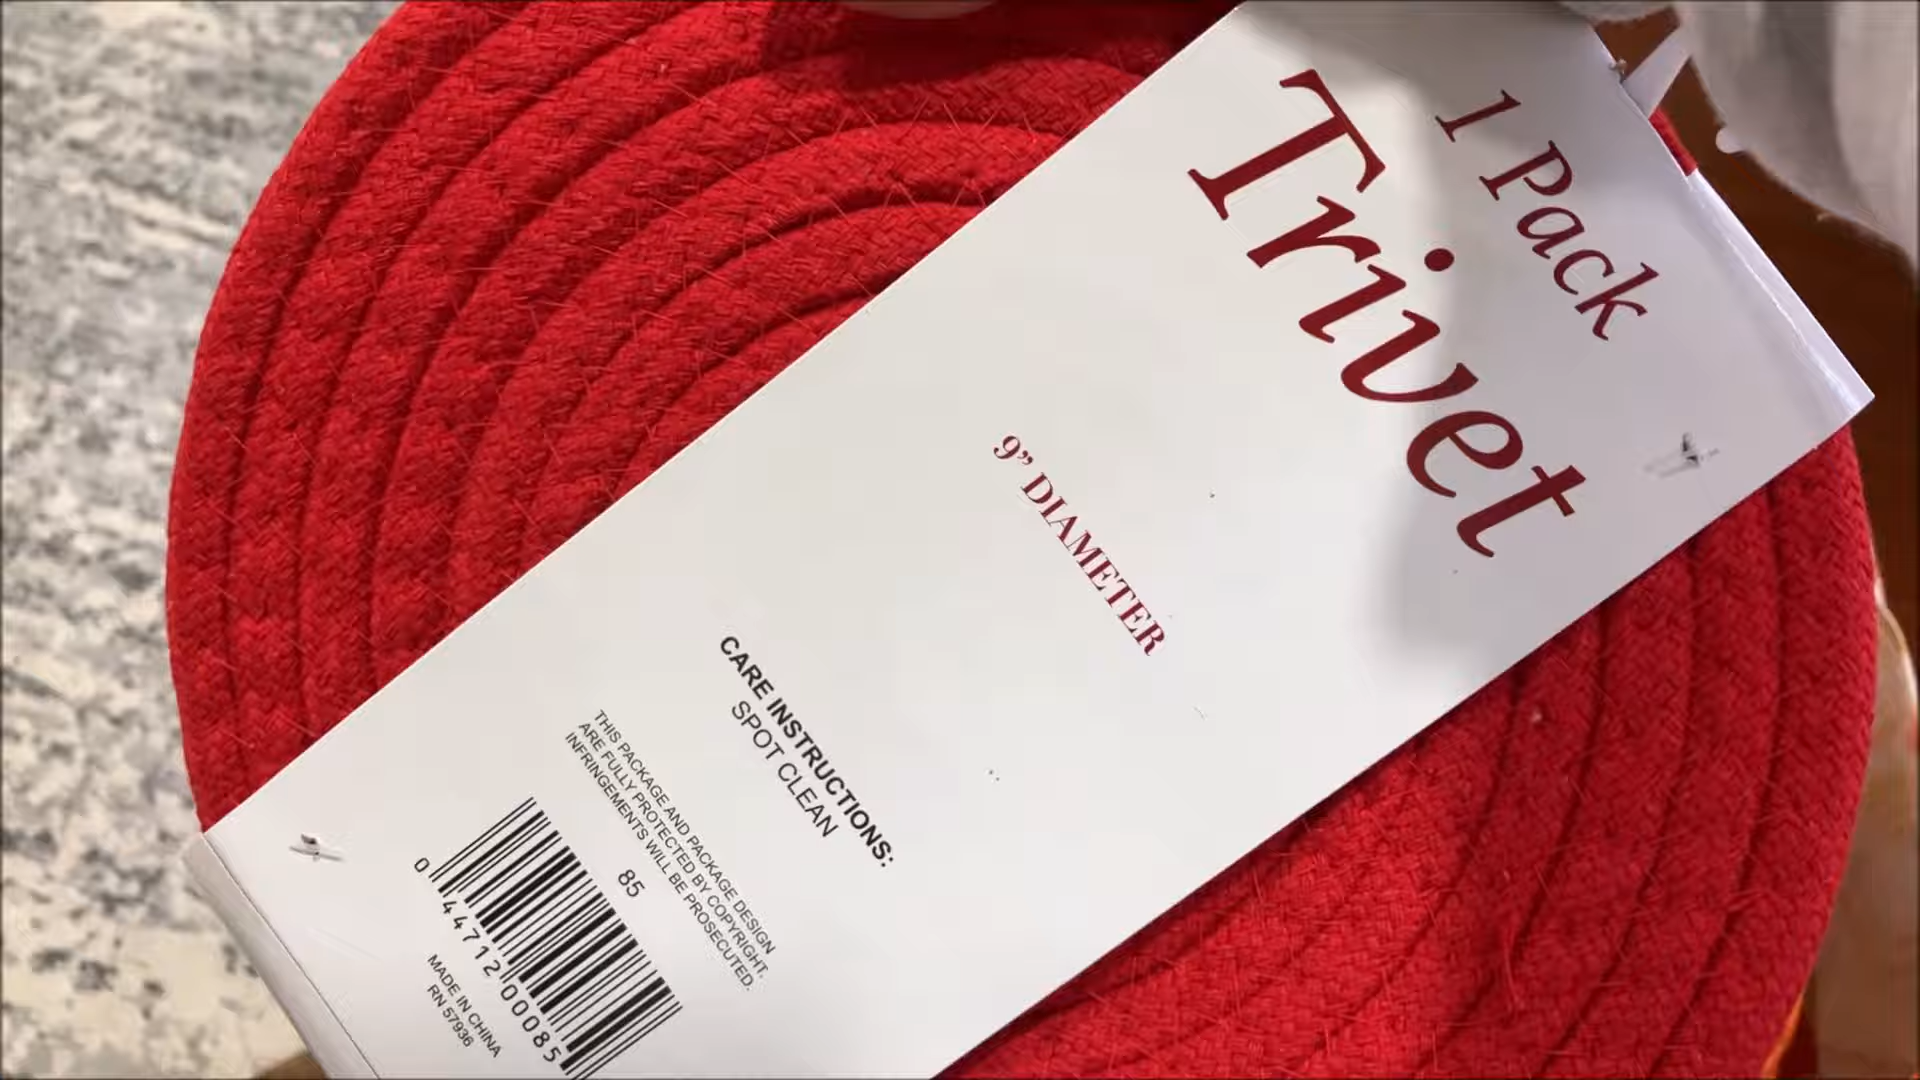 1 Pack
Trivet
9” DIAMETER
CARE INSTRUCTIONS:
SPOT CLEAN
THIS PACKAGE AND PACKAGE DESIGN
ARE FULLY PROTECTED BY COPYRIGHT.
INFRINGEMENTS WILL BE PROSECUTED.
85
0 44712 00085
MADE IN CHINA
RN 57936